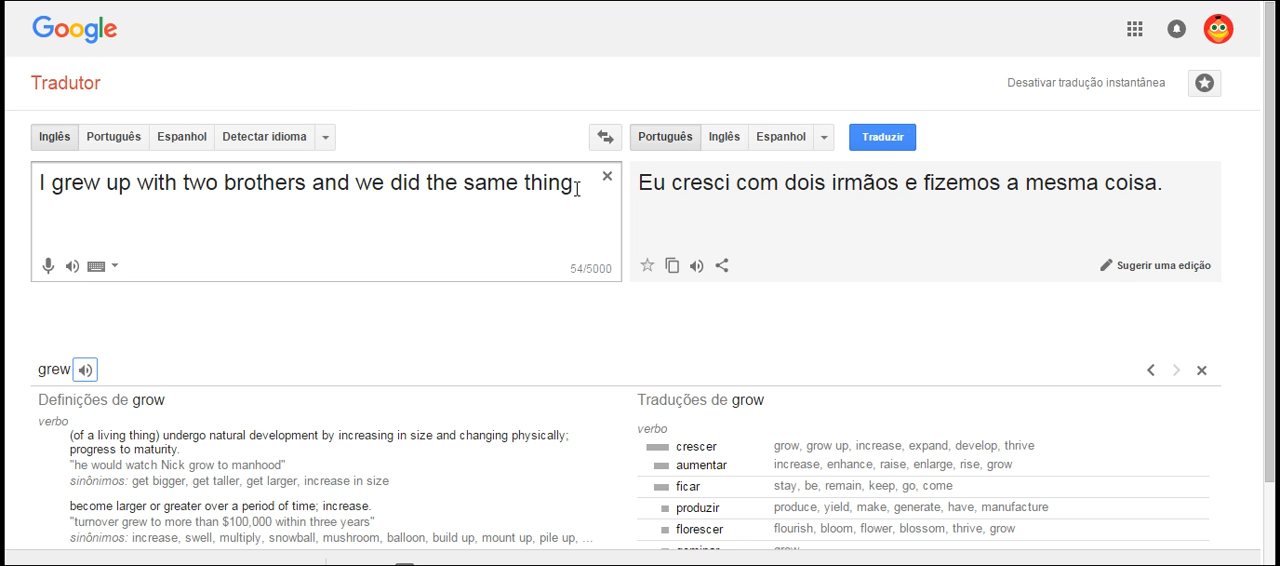 Google
Tradutor
Desativar tradução instantânea
Inglês Português Espanhol Detectar idioma
Português Inglês Espanhol Traduzir
I grew up with two brothers and we did the same thing
Eu cresci com dois irmãos e fizemos a mesma coisa.
54/5000
Sugerir uma edição
grew
Definições de grow
verbo
(of a living thing) undergo natural development by increasing in size and changing physically;
progress to maturity.
"he would watch Nick grow to manhood"
sinônimos: get bigger, get taller, get larger, increase in size
become larger or greater over a period of time; increase.
"turnover grew to more than $100,000 within three years"
sinônimos: increase, swell, multiply, snowball, mushroom, balloon, build up, mount up, pile up, ...
Traduções de grow
verbo
crescer grow, grow up, increase, expand, develop, thrive
aumentar increase, enhance, raise, enlarge, rise, grow
ficar stay, be, remain, keep, go, come
produzir produce, yield, make, generate, have, manufacture
florescer flourish, bloom, flower, blossom, thrive, grow